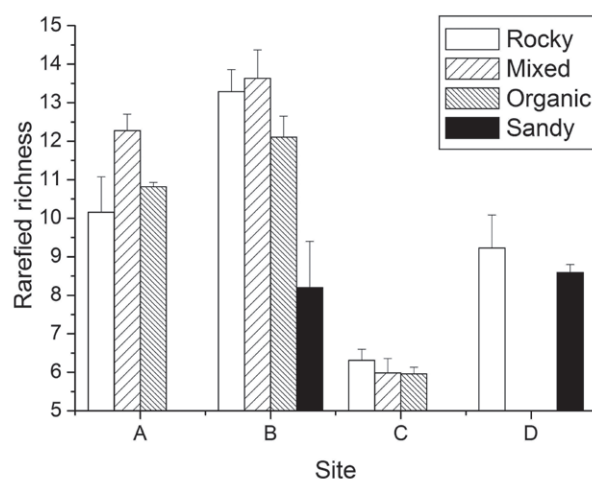 Rarefied richness
15
14
13
12
11
10
9
8
7
6
5
A B C D
Site
Rocky
Mixed
Organic
Sandy